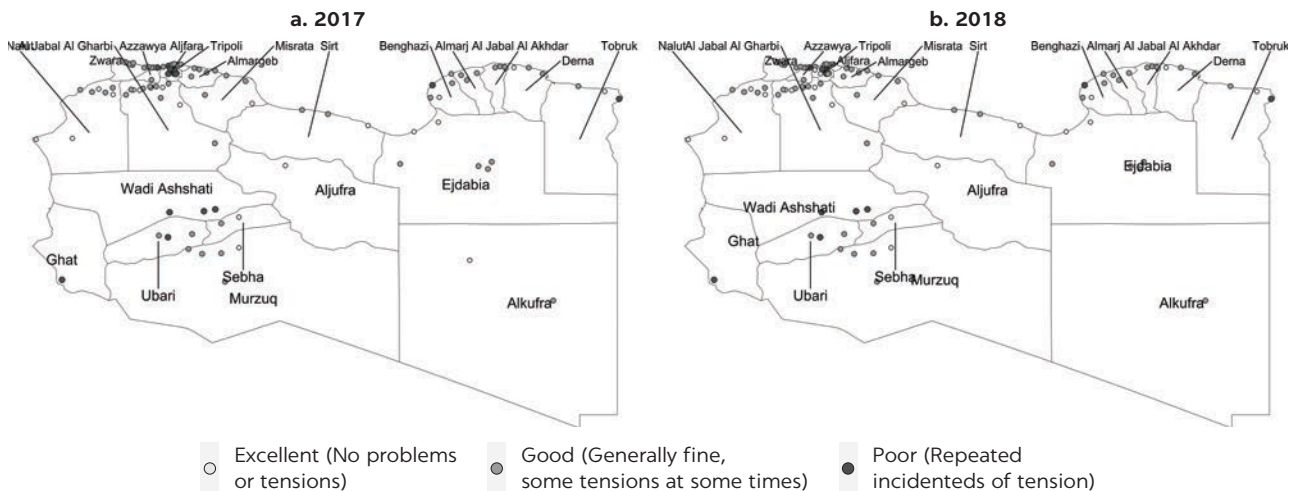 a. 2017
Nalut Al Jabal Al Gharbi Azzawya Aljfara Tripoli Misrata Sirt Benghazi Almarj Al Jabal Al Akhdar Tobruk
Zwara Almargeb Derna
Ejdabia
Wadi Ashshati Aljufra
Ghat
Sebha
Ubari Murzuq Alkufra
b. 2018
Nalut Al Jabal Al Gharbi Azzawya Tripoli Misrata Sirt Benghazi Almarj Al Jabal Al Akhdar Tobruk
Zwara Aljfara Almargeb Derna
Ejdabia
Aljufra
Wadi Ashshati
Ghat
Sebha Murzuq
Ubari Alkufra
Excellent (No problems
or tensions)
Good (Generally fine,
some tensions at some times)
Poor (Repeated
incidenteds of tension)